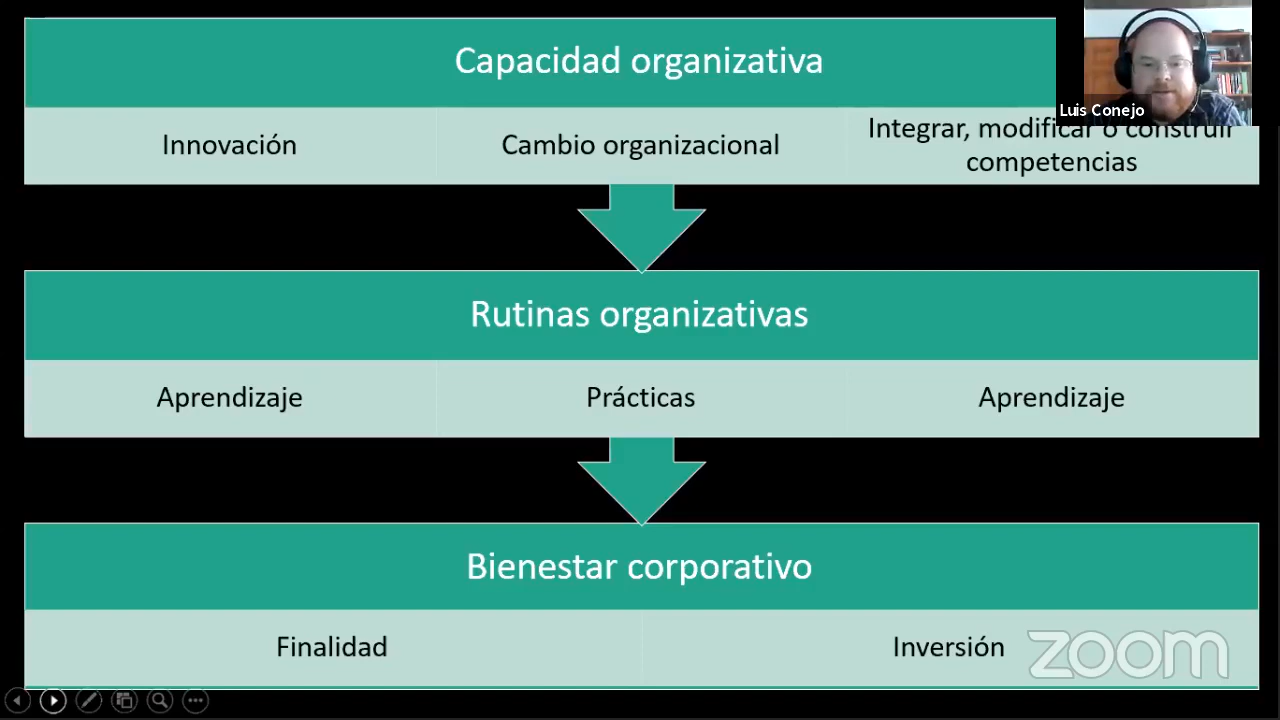 Capacidad organizativa
Luis Conejo
Innovación
Cambio organizacional
Integrar, modificar o construir
competencias
Rutinas organizativas
Aprendizaje
Prácticas
Aprendizaje
Bienestar corporativo
Finalidad
Inversión
zoom